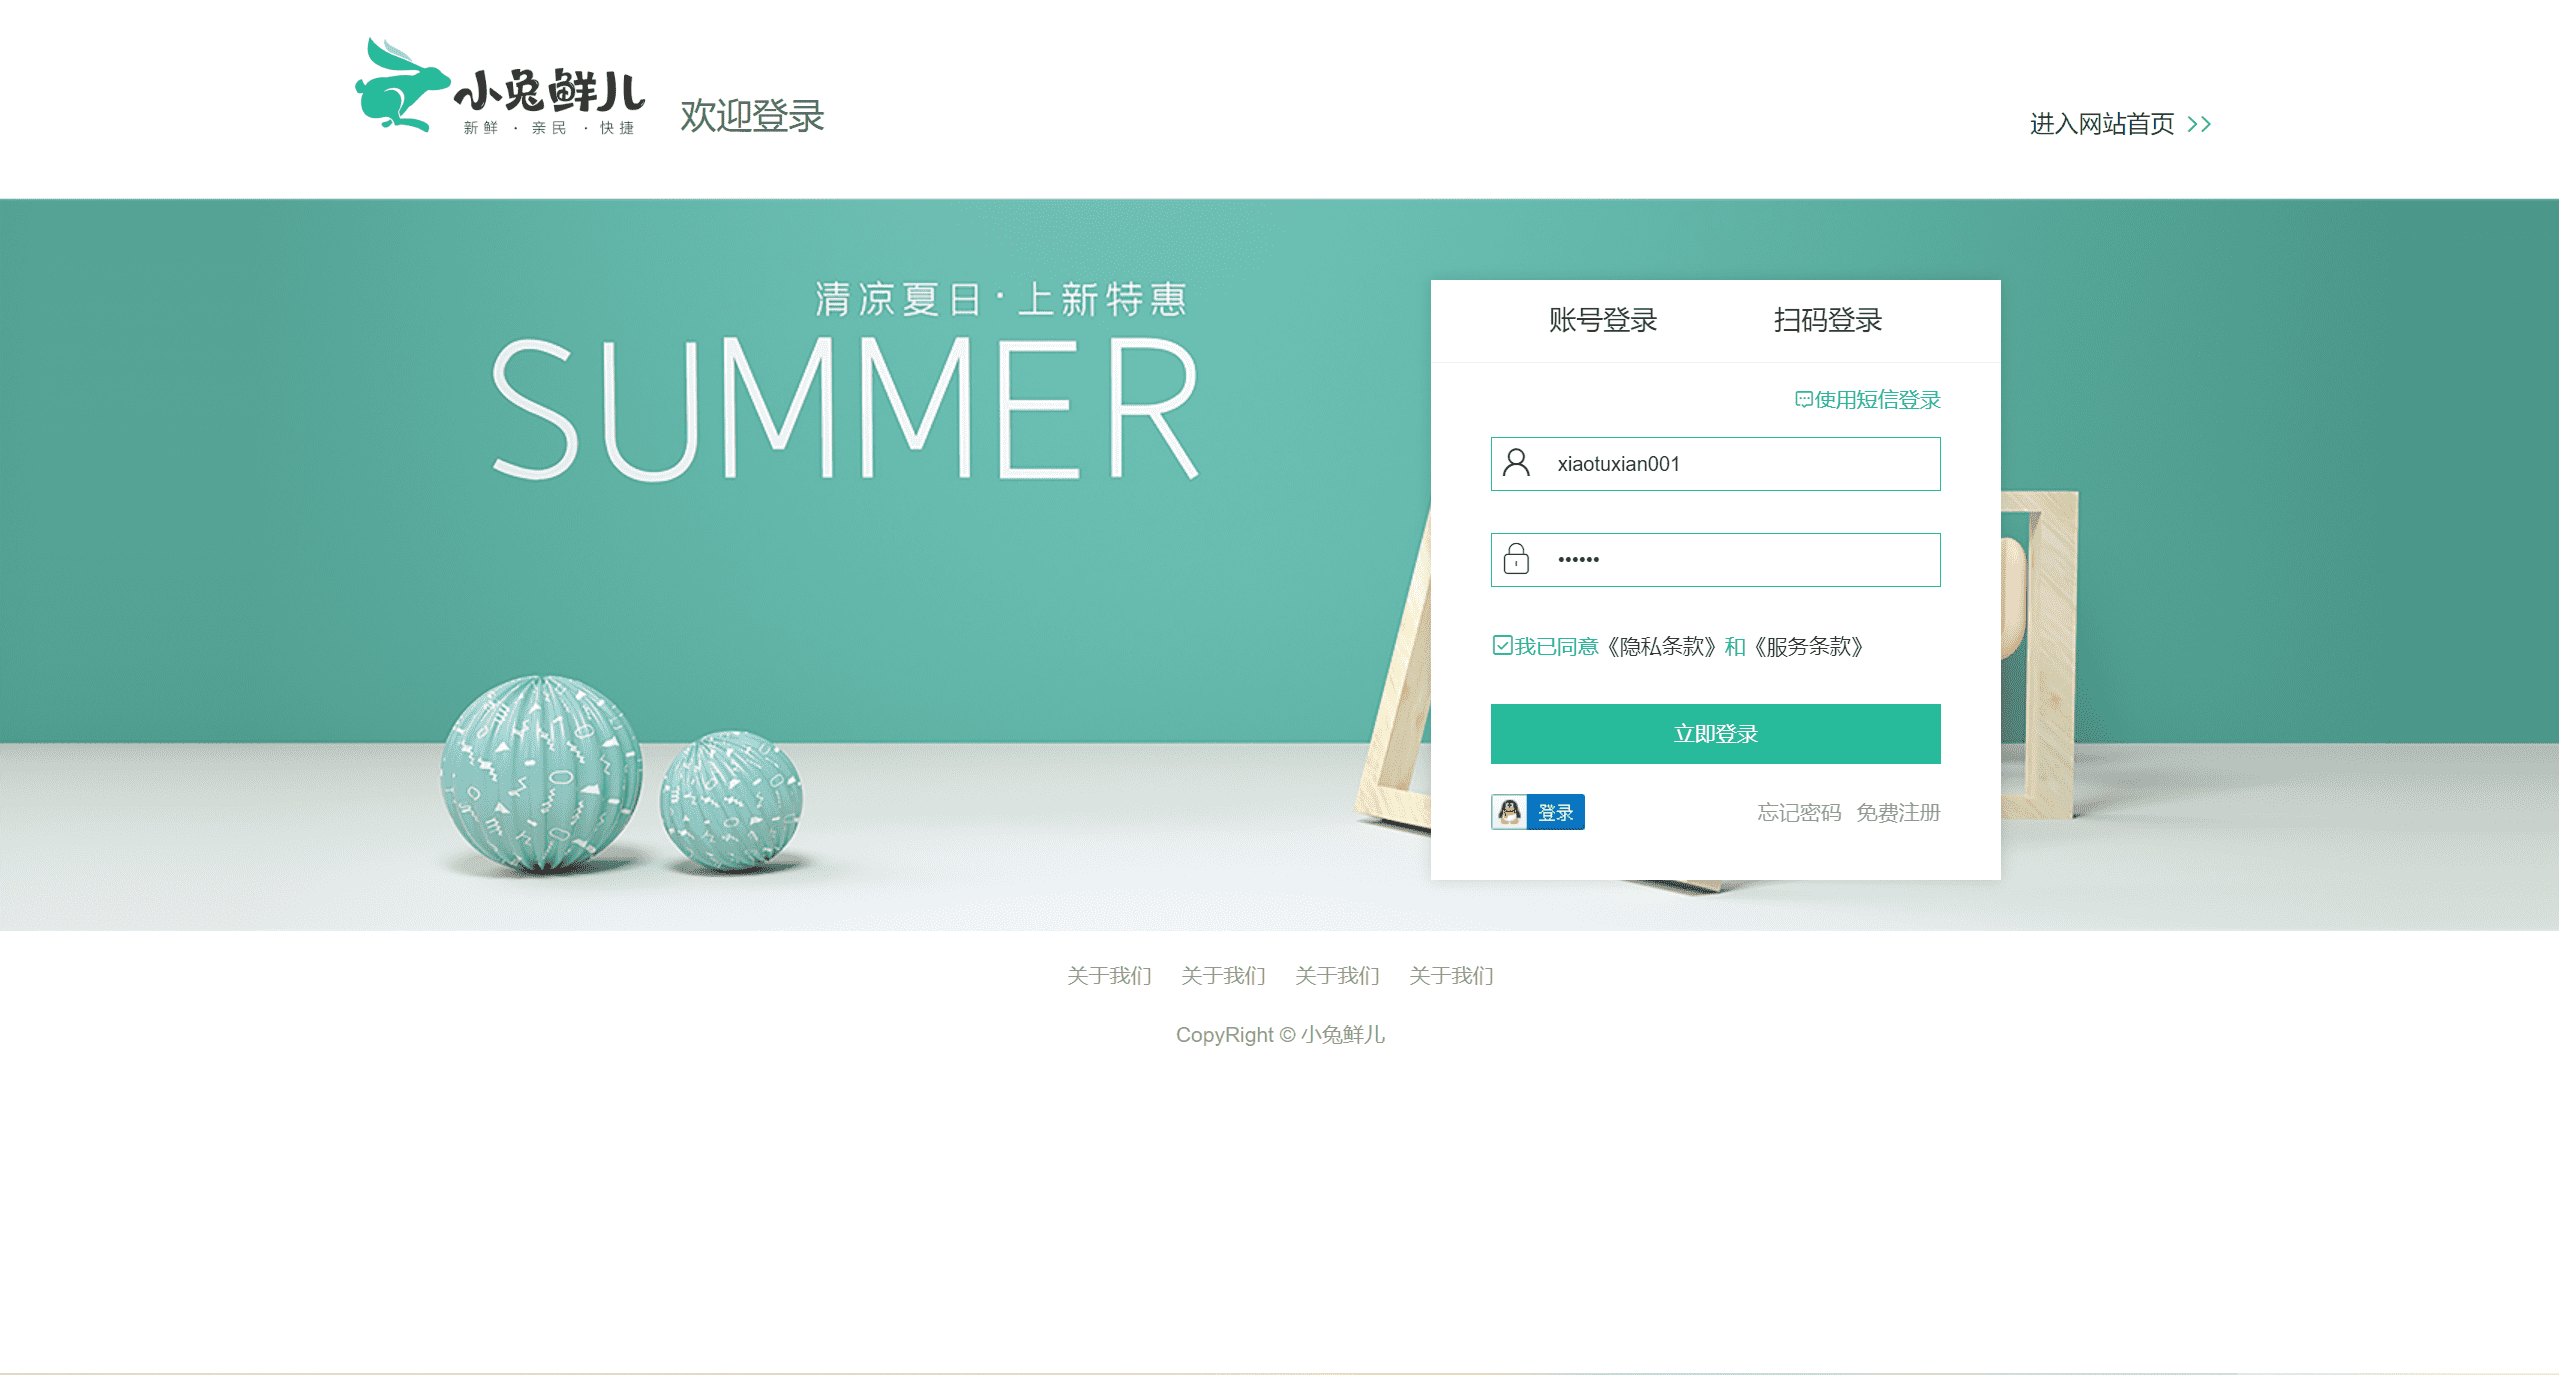 小兔鲜儿
新鲜 · 亲民 · 快捷
欢迎登录
进入网站首页 >>
清凉夏日·上新特惠
SUMMER
账号登录 扫码登录
使用短信登录
xiaotuxian001
••••••
我已同意《隐私条款》和《服务条款》
立即登录
登录 忘记密码 免费注册
关于我们 关于我们 关于我们 关于我们
CopyRight © 小兔鲜儿